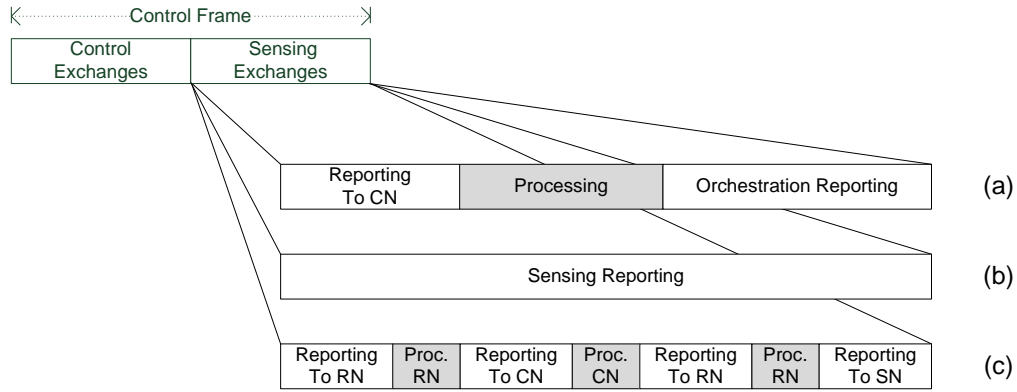 Control Frame
Control
Exchanges
Sensing
Exchanges
Reporting
To CN
Processing
Orchestration Reporting
(a)
Sensing Reporting
(b)
Reporting
To RN
Proc.
RN
Reporting
To CN
Proc.
CN
Reporting
To RN
Proc.
RN
Reporting
To SN
(c)